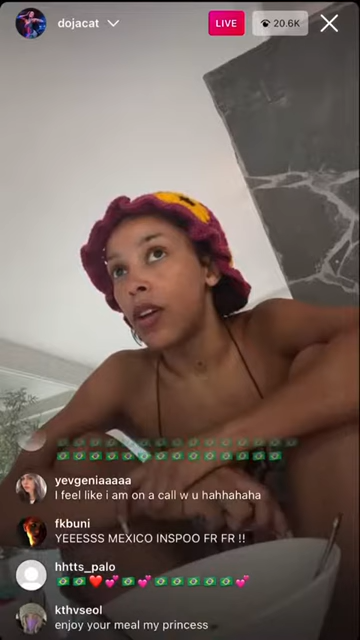 dojacat
LIVE
20.6K
yevgeniaaaaa
I feel like i am on a call w u hahhahaha
fkbuni
YEEESSS MEXICO INSPOO FR FR !!
hhtts_palo
🇧🇷🇧🇷❤️💕🇧🇷💕🇧🇷🇧🇷🇧🇷🇧🇷🇧🇷💕
kthvseol
enjoy your meal my princess